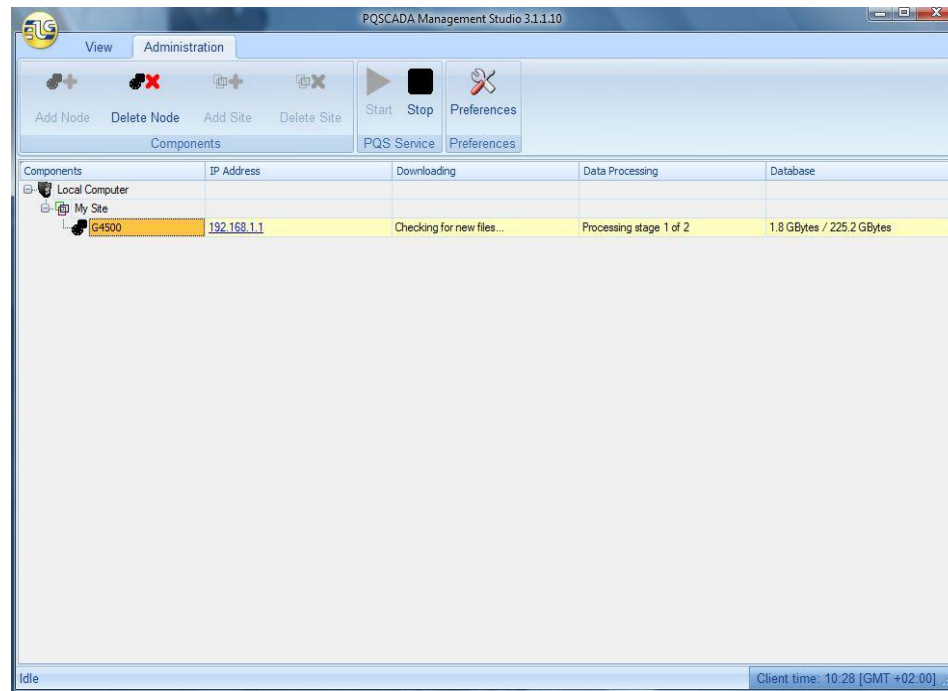 PQSCADA Management Studio 3.1.1.10
ELS
View Administration
Add Node Delete Node Add Site Delete Site Start Stop Preferences
Components PQS Service Preferences
Components IP Address Downloading Data Processing Database
Local Computer
My Site
G4500 192.168.1.1 Checking for new files... Processing stage 1 of 2 1.8 GBytes / 225.2 GBytes
Idle Client time: 10:28 [GMT +02:00]